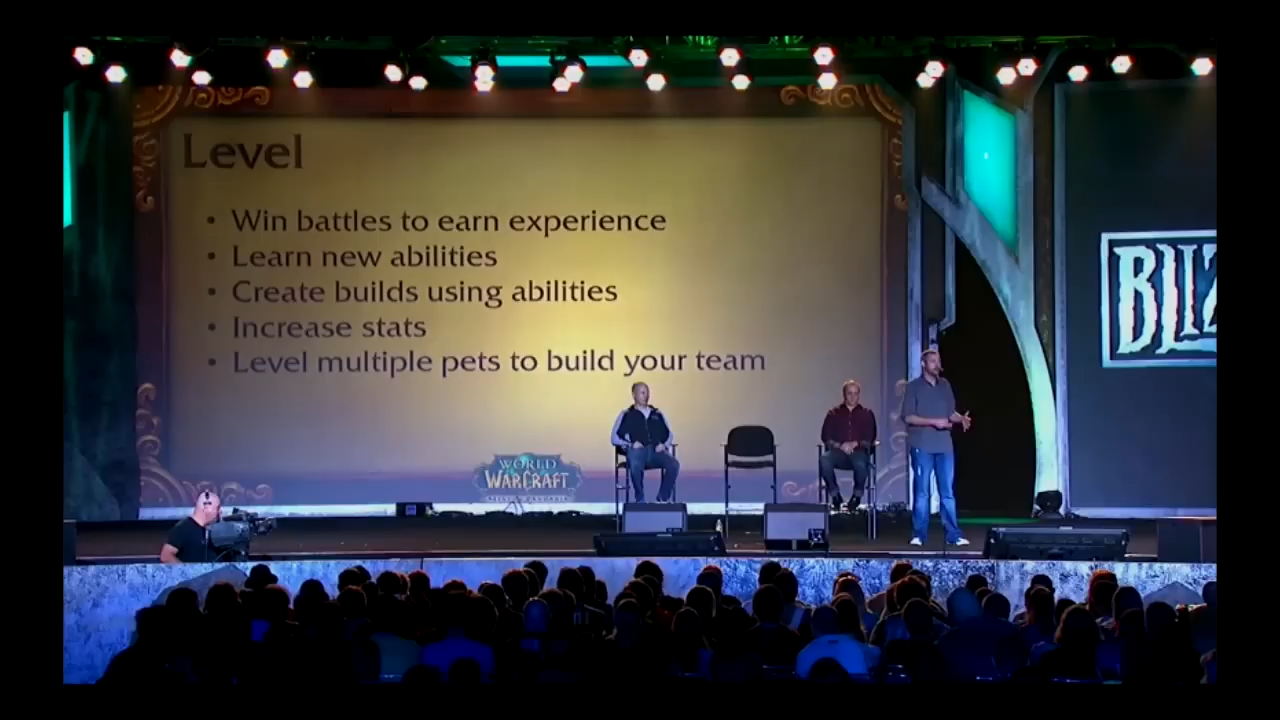 Level
• Win battles to earn experience
• Learn new abilities
• Create builds using abilities
• Increase stats
• Level multiple pets to build your team
WORLD
WARCRAFT
BLIZ